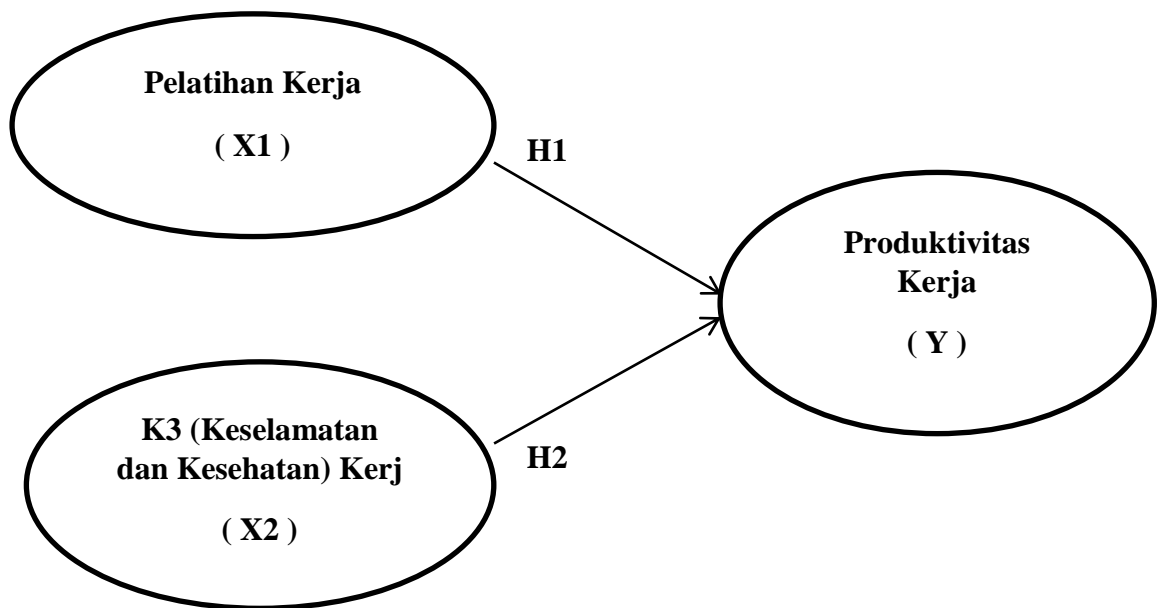 Pelatihan Kerja
( X1 )
H1
Produktivitas
Kerja
( Y )
K3 (Keselamatan
dan Kesehatan) Kerj
( X2 )
H2